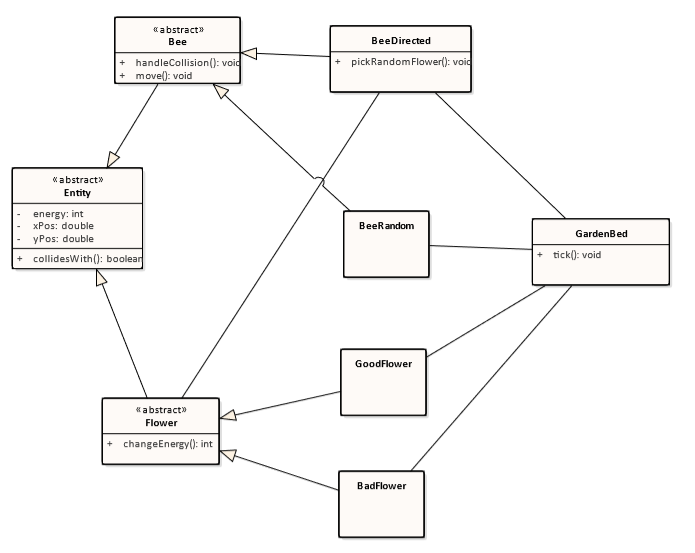 «abstract»
Bee
+ handleCollision(): void
+ move(): void
BeeDirected
+ pickRandomFlower(): void
«abstract»
Entity
- energy: int
- xPos: double
- yPos: double
+ collidesWith(): boolean
BeeRandom
GardenBed
+ tick(): void
GoodFlower
«abstract»
Flower
+ changeEnergy(): int
BadFlower